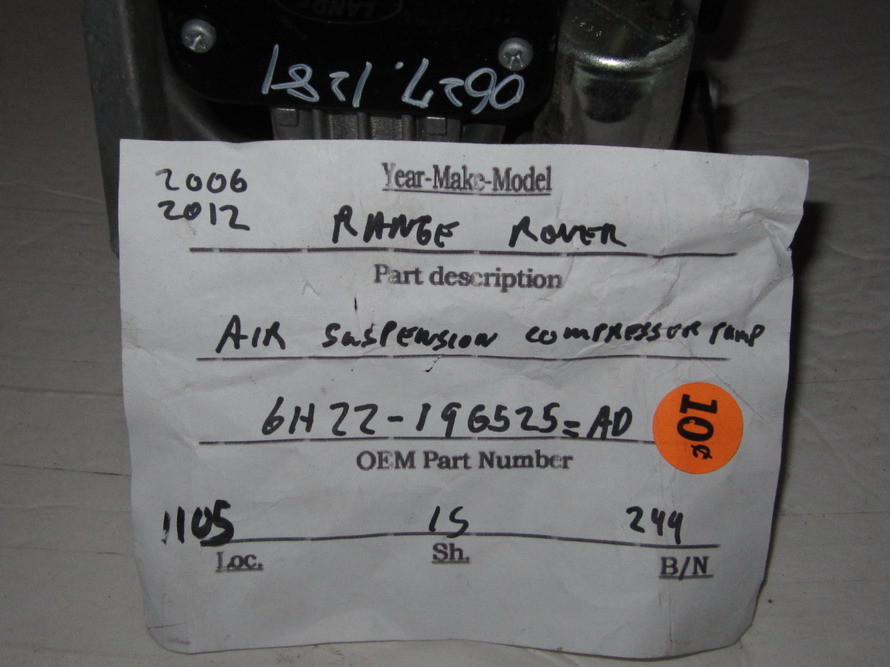 LAND
0627.1281
2006
Year-Make-Model
2012
RANGE ROVER
Part description
AIR SUSPENSION COMPRESSOR PUMP
6H22-19G525=AD
10¢
OEM Part Number
1105 15 244
Loc. Sh. B/N